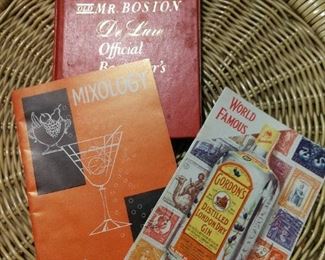 OLD MR. BOSTON
De Luxe
Official
Bartender's
MIXOLOGY
WORLD
FAMOUS
GORDON'S
DISTILLED
LONDON DRY
GIN